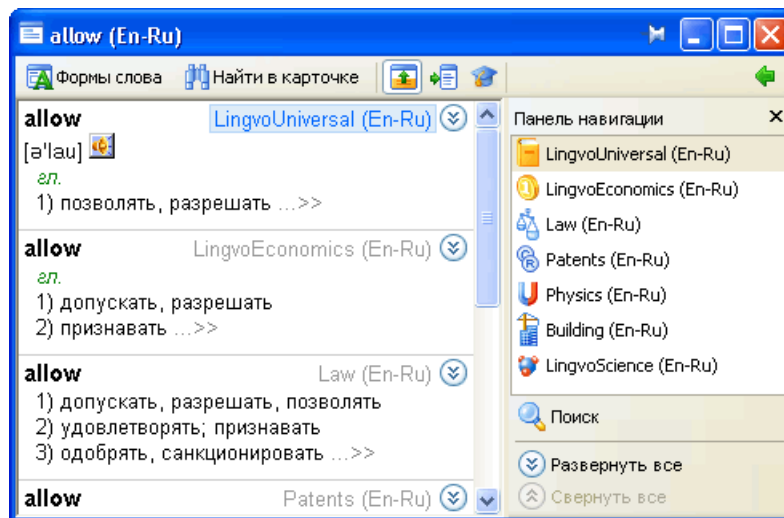 allow (En-Ru)
Формы слова Найти в карточке
allow LingvoUniversal (En-Ru)
[ə'lau]
гл.
1) позволять, разрешать ...>>
allow LingvoEconomics (En-Ru)
гл.
1) допускать, разрешать
2) признавать ...>>
allow Law (En-Ru)
1) допускать, разрешать, позволять
2) удовлетворять; признавать
3) одобрять, санкционировать ...>>
allow Patents (En-Ru)
Панель навигации
LingvoUniversal (En-Ru)
LingvoEconomics (En-Ru)
Law (En-Ru)
Patents (En-Ru)
Physics (En-Ru)
Building (En-Ru)
LingvoScience (En-Ru)
Поиск
Развернуть все
Свернуть все